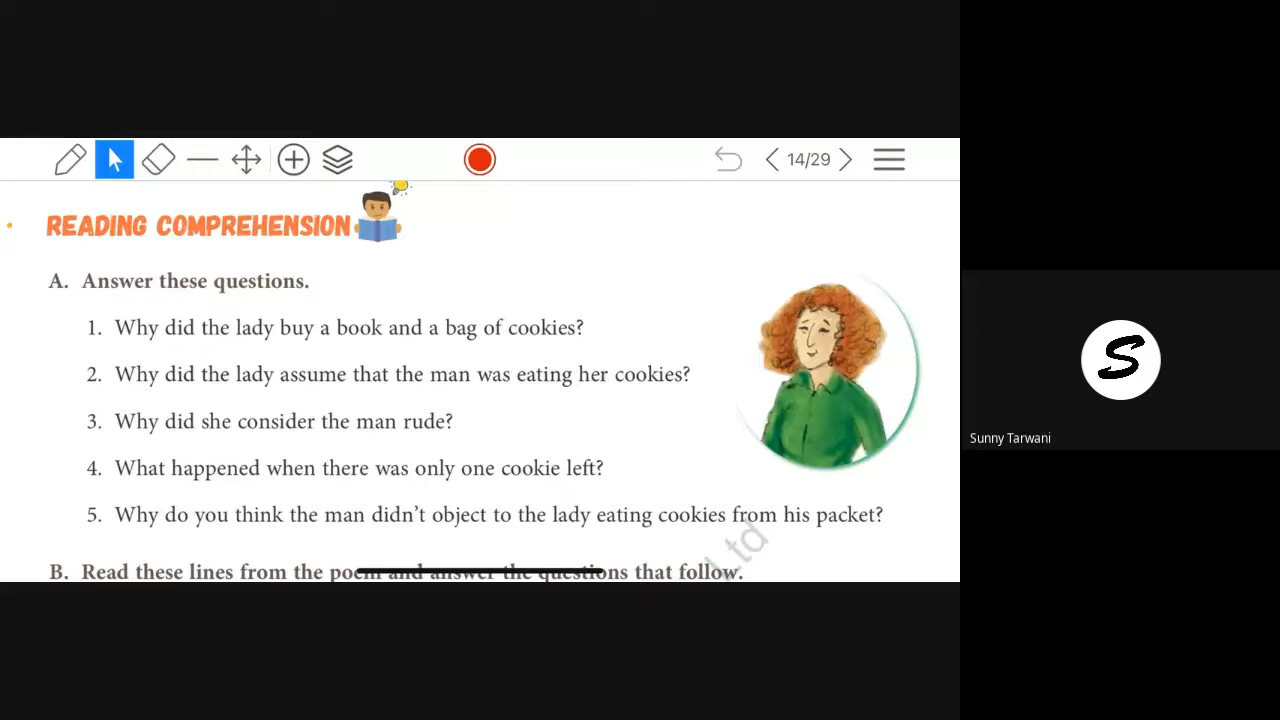 14/29
READING COMPREHENSION
A. Answer these questions.
1. Why did the lady buy a book and a bag of cookies?
2. Why did the lady assume that the man was eating her cookies?
3. Why did she consider the man rude?
4. What happened when there was only one cookie left?
5. Why do you think the man didn't object to the lady eating cookies from his packet?
Ltd
B. Read these lines from the poem and answer the questions that follow.
S
Sunny Tarwani